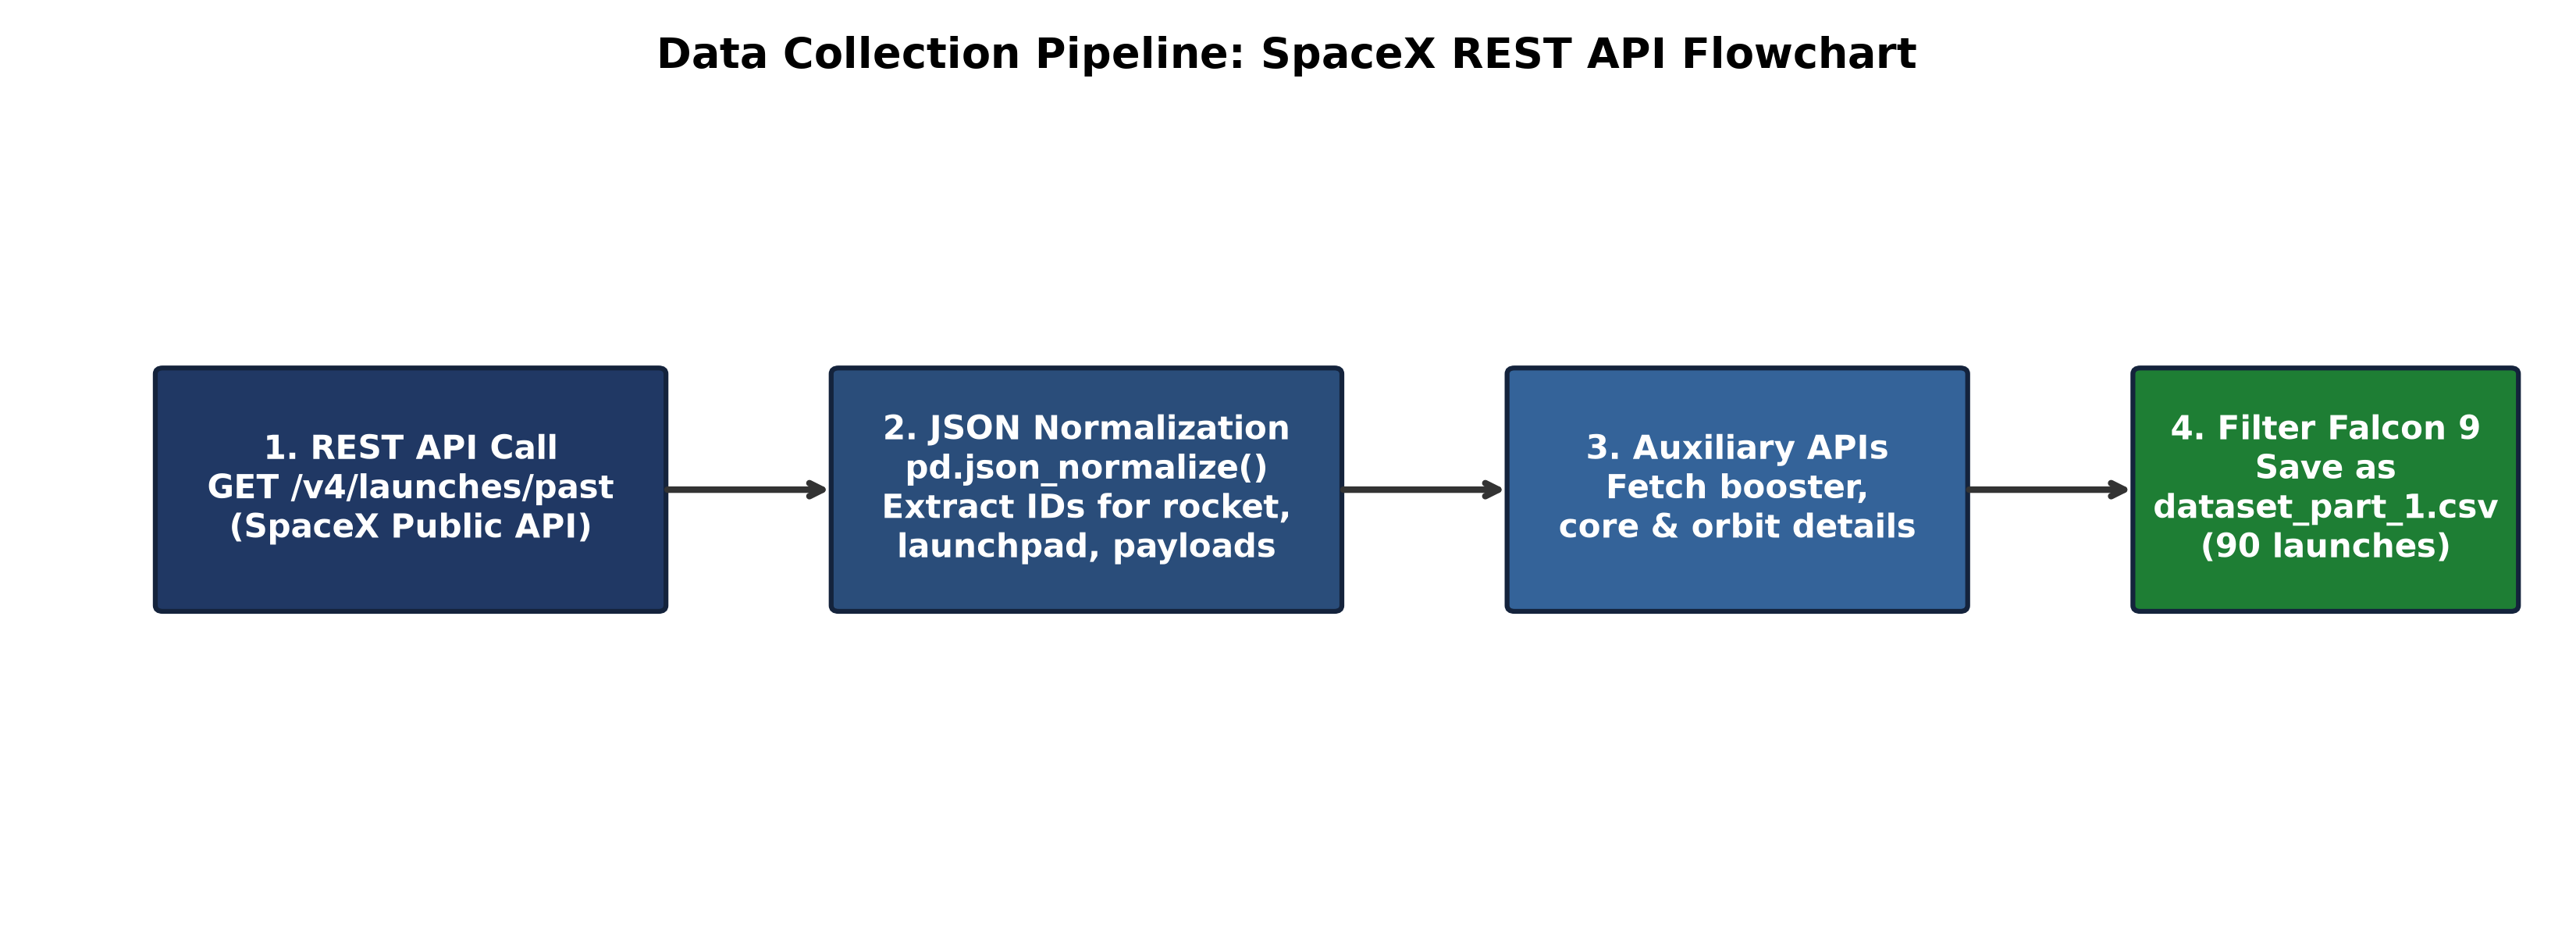 Data Collection Pipeline: SpaceX REST API Flowchart
1. REST API Call
GET /v4/launches/past
(SpaceX Public API)
2. JSON Normalization
pd.json_normalize()
Extract IDs for rocket,
launchpad, payloads
3. Auxiliary APIs
Fetch booster,
core & orbit details
4. Filter Falcon 9
Save as
dataset_part_1.csv
(90 launches)